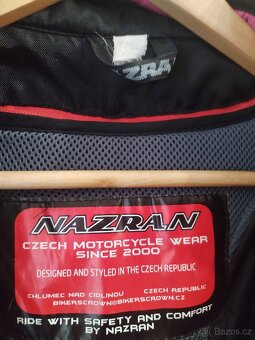 NAZRA
NAZRAN
CZECH MOTORCYCLE WEAR
SINCE 2000
DESIGNED AND STYLED IN THE CZECH REPUBLIC
CHLUMEC NAD CIDLINOU CZECH REPUBLIC
BIKERSCROWN@BIKERSCROWN.CZ
RIDE WITH SAFETY AND COMFORT
BY NAZRAN
Bazos.cz